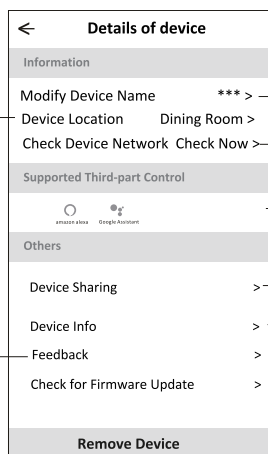 ← Details of device
Information
Modify Device Name *** >
Device Location Dining Room >
Check Device Network Check Now >
Supported Third-part Control
amazon alexa Google Assistant
Others
Device Sharing >
Device Info >
Feedback >
Check for Firmware Update >
Remove Device